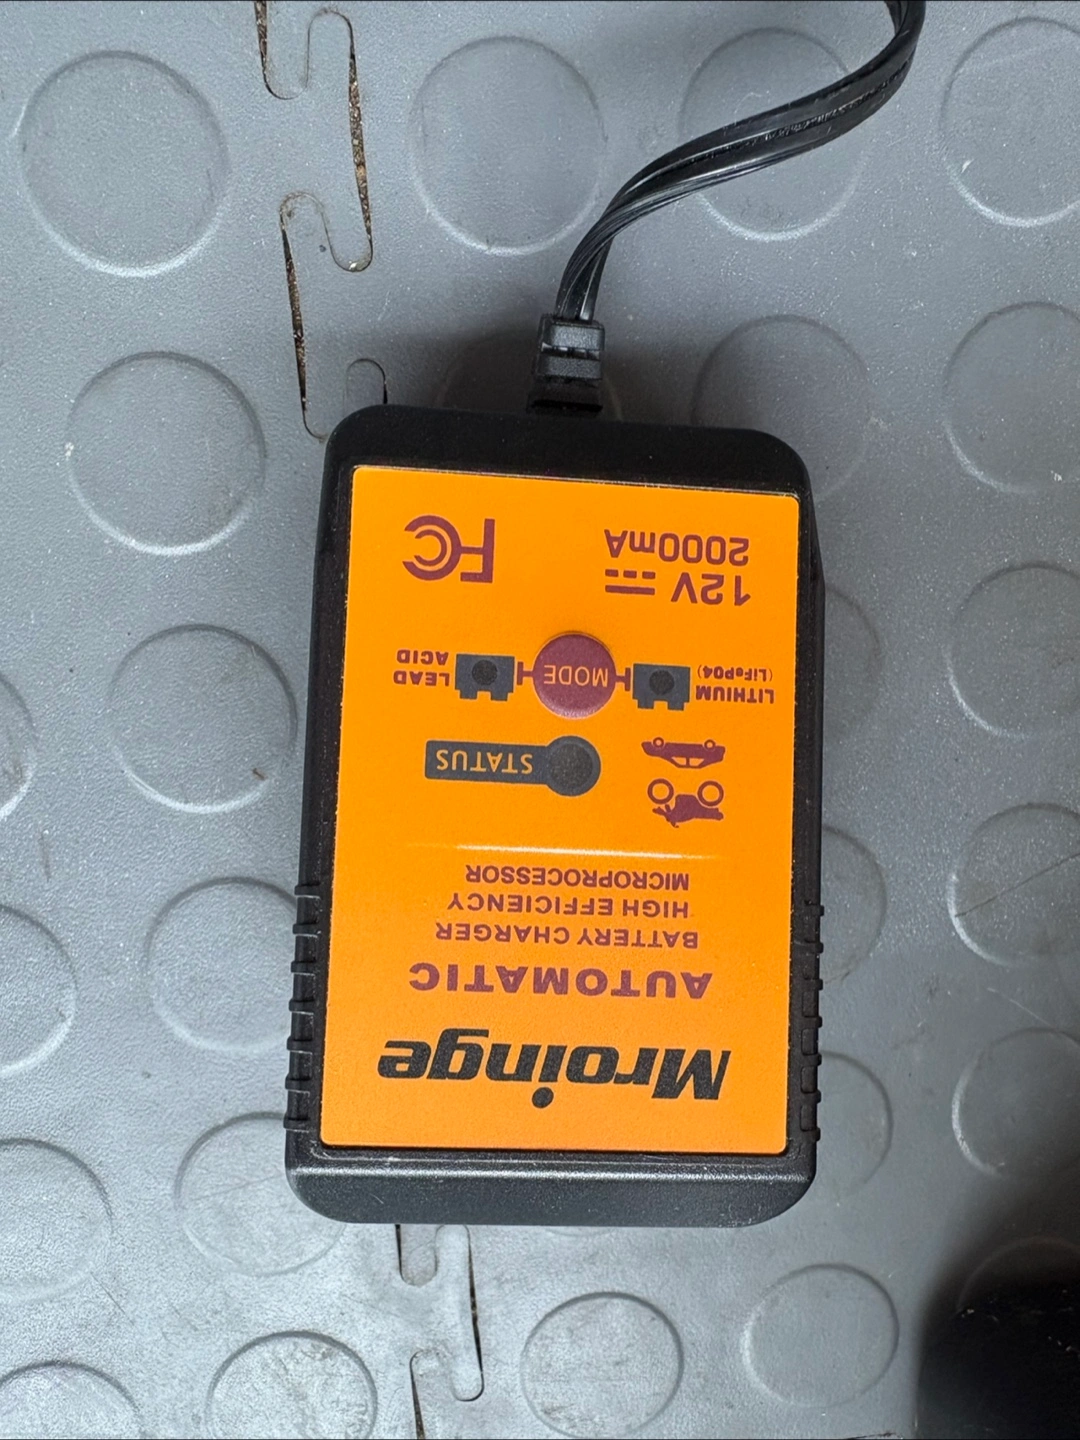 Mroinge
AUTOMATIC
BATTERY CHARGER
HIGH EFFICIENCY
MICROPROCESSOR
STATUS
LITHIUM
(LiFePO4)
MODE
LEAD
ACID
12V
2000mA
FC